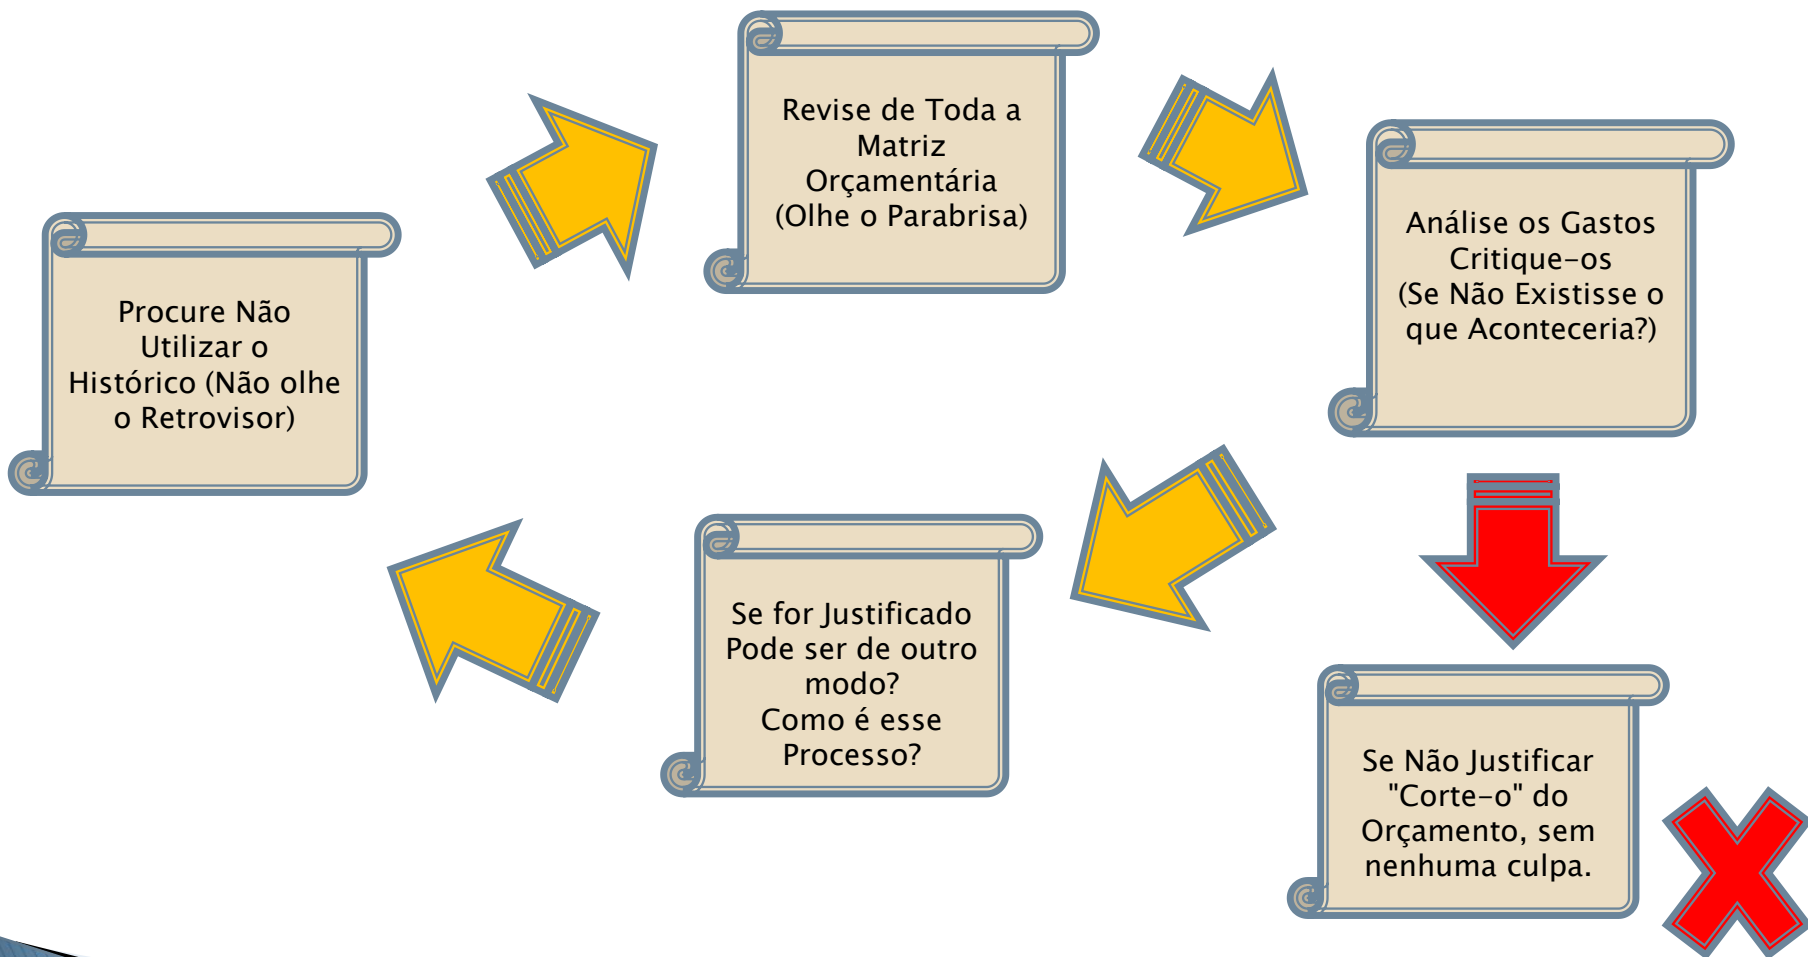 Procure Não
Utilizar o
Histórico (Não olhe
o Retrovisor)
Revise de Toda a
Matriz
Orçamentária
(Olhe o Parabrisa)
Análise os Gastos
Critique-os
(Se Não Existisse o
que Aconteceria?)
Se for Justificado
Pode ser de outro
modo?
Como é esse
Processo?
Se Não Justificar
"Corte-o" do
Orçamento, sem
nenhuma culpa.